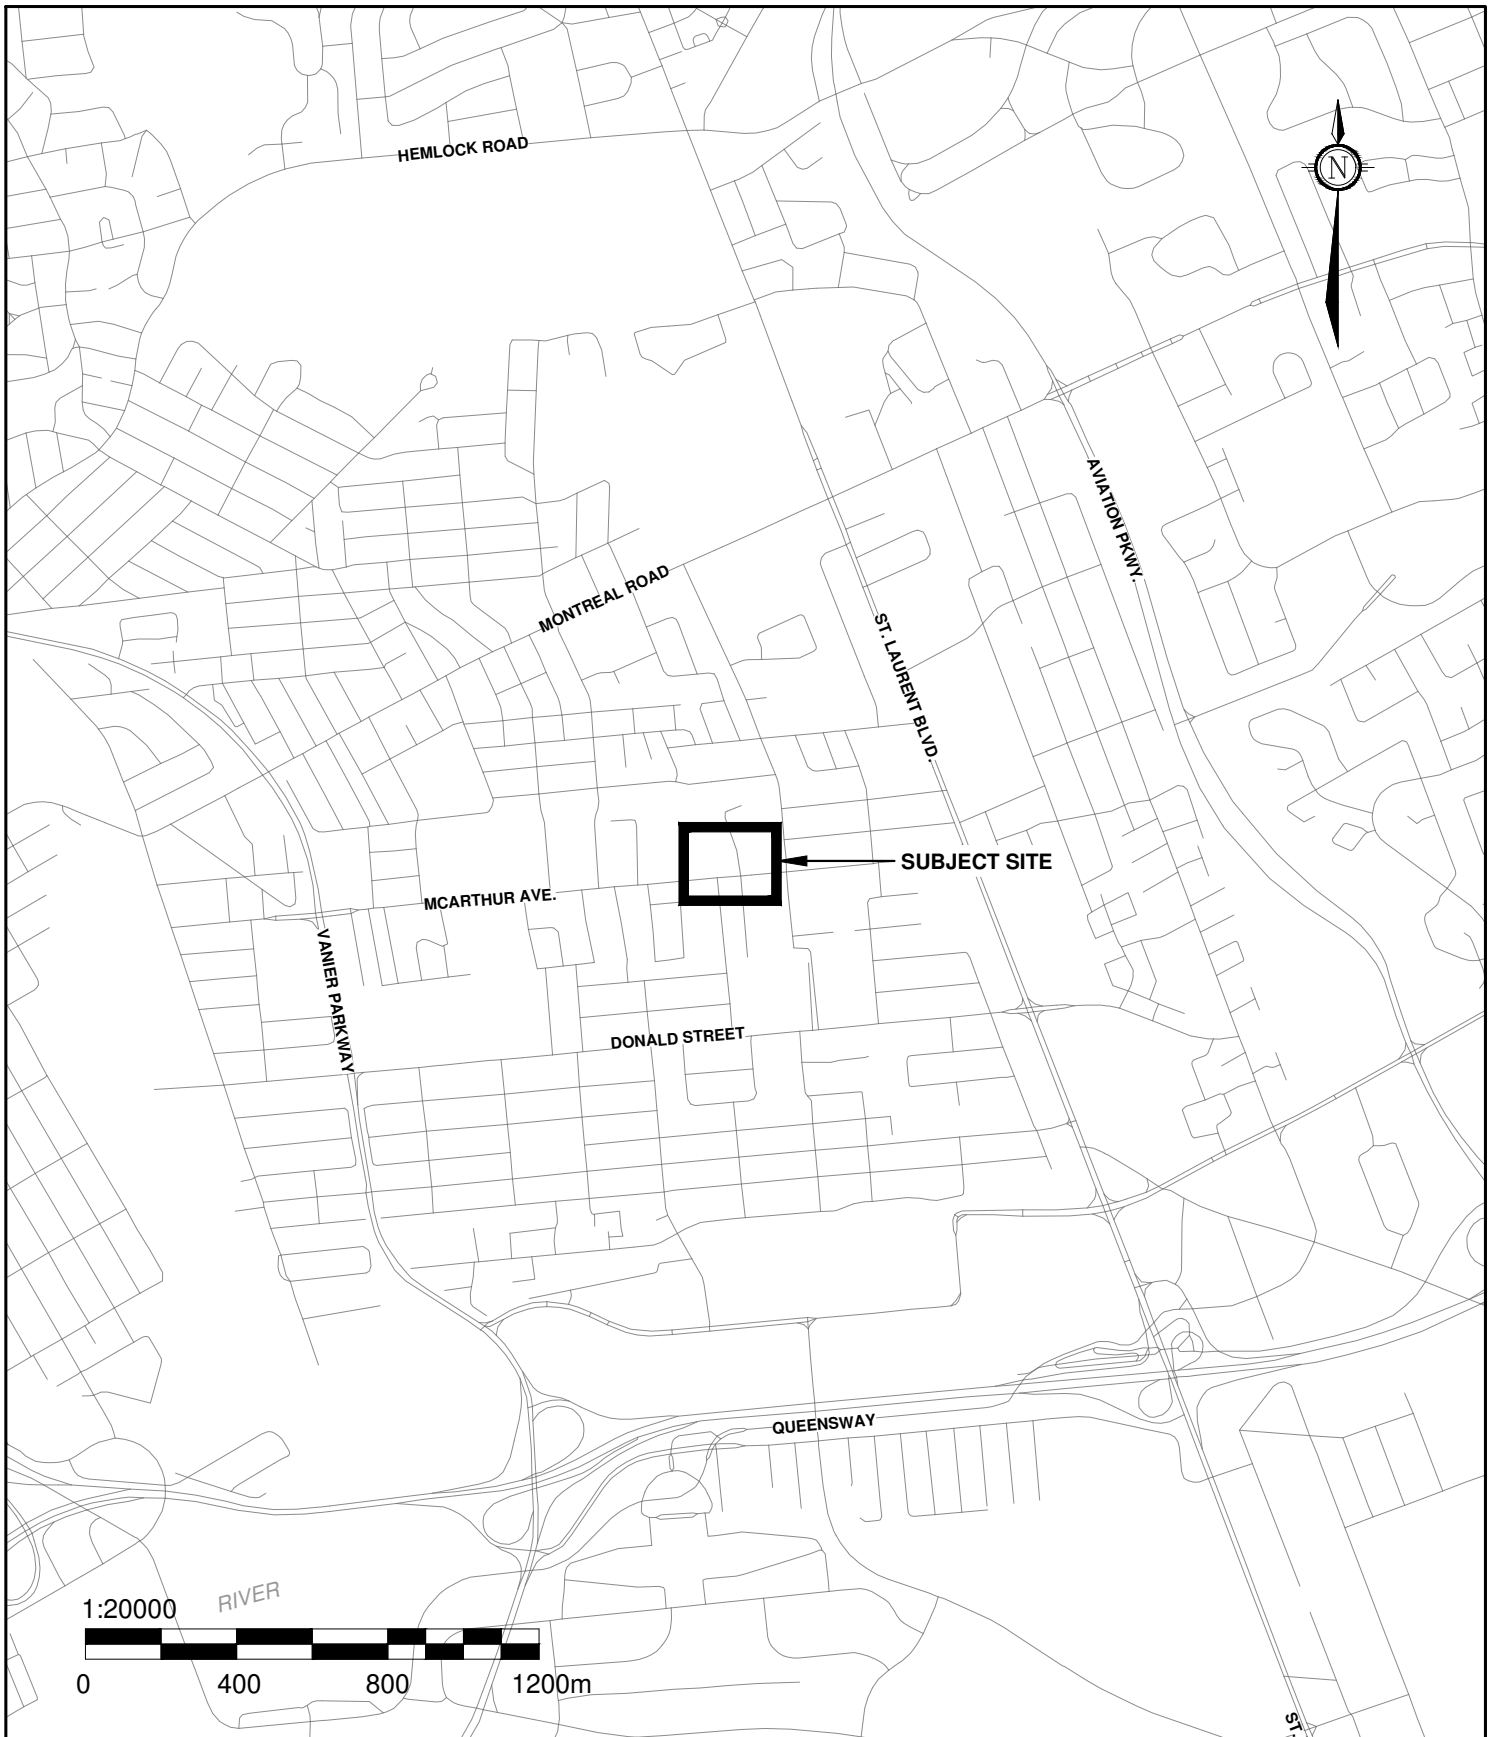 HEMLOCK ROAD
N
AVIATION PKWY.
MONTREAL ROAD
ST. LAURENT BLVD.
SUBJECT SITE
MCARTHUR AVE.
VANIER PARKWAY
DONALD STREET
QUEENSWAY
RIVER
1:20000
0 400 800 1200m
ST.